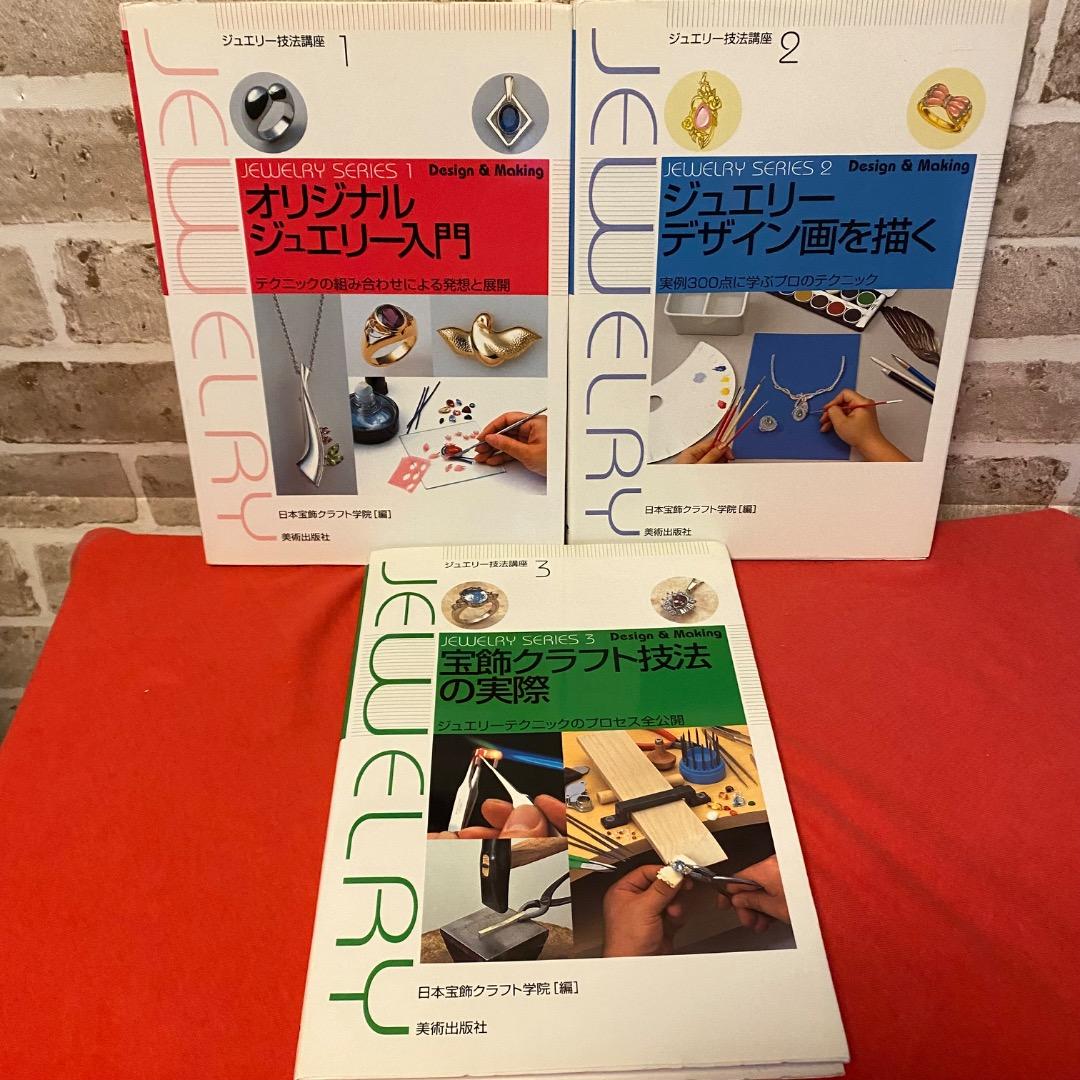 ジュエリー技法講座 1
JEWELRY
JEWELRY SERIES 1 Design & Making
オリジナル
ジュエリー入門
テクニックの組み合わせによる発想と展開
日本宝飾クラフト学院[編]
美術出版社
ジュエリー技法講座 2
JEWELRY
JEWELRY SERIES 2 Design & Making
ジュエリー
デザイン画を描く
実例300点に学ぶプロのテクニック
日本宝飾クラフト学院[編]
美術出版社
ジュエリー技法講座 3
JEWELRY
JEWELRY SERIES 3 Design & Making
宝飾クラフト技法
の実際
ジュエリーテクニックのプロセス全公開
日本宝飾クラフト学院[編]
美術出版社